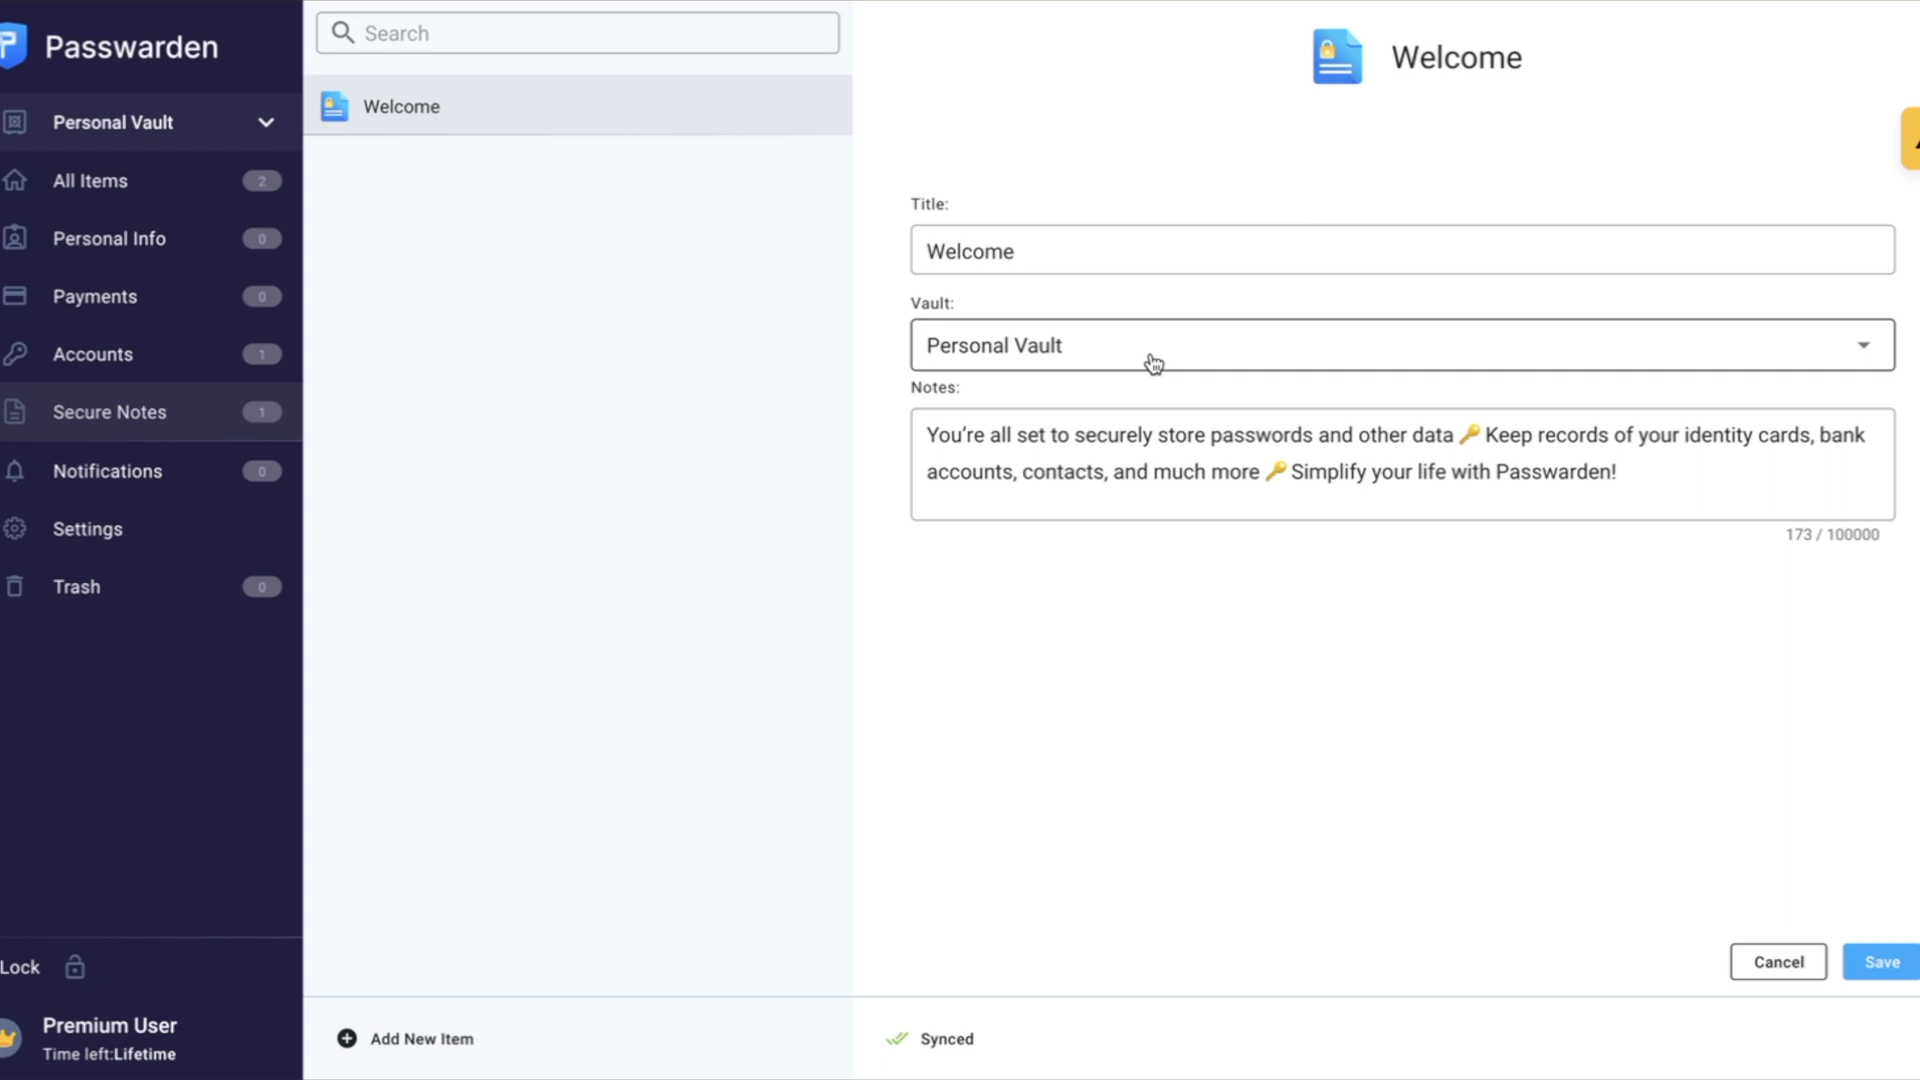 Passwarden
Personal Vault
All Items 2
Personal Info 0
Payments 0
Accounts 1
Secure Notes 1
Notifications 0
Settings
Trash 0
Lock
Premium User
Time left:Lifetime
Search
Welcome
Add New Item
Welcome
Title:
Welcome
Vault:
Personal Vault
Notes:
You’re all set to securely store passwords and other data 🔑 Keep records of your identity cards, bank
accounts, contacts, and much more 🔑 Simplify your life with Passwarden!
173 / 100000
Cancel
Save
Synced